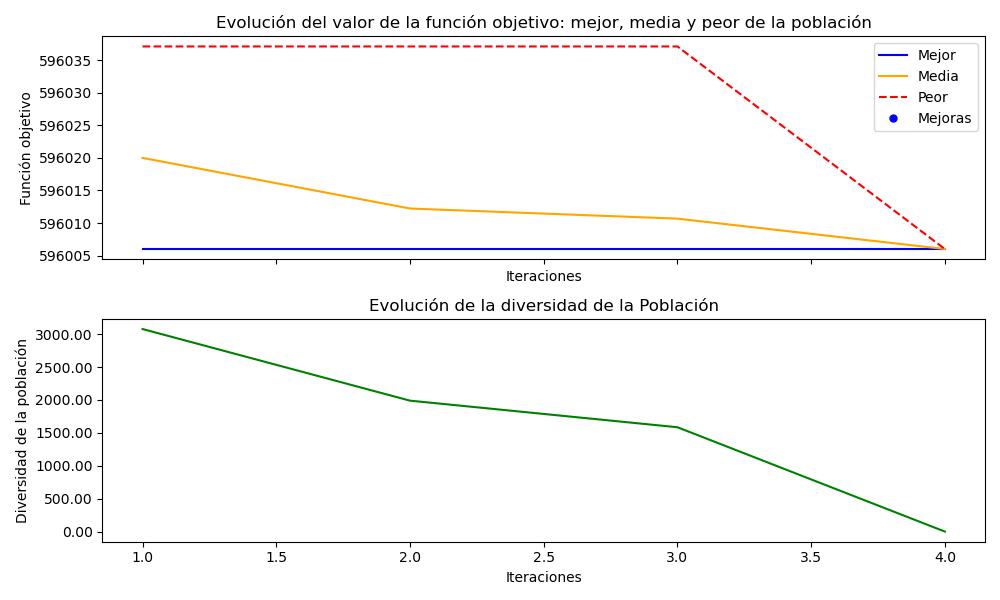 Evolución del valor de la función objetivo: mejor, media y peor de la población
Función objetivo
596035
596030
596025
596020
596015
596010
596005
Mejor
Media
Peor
Mejoras
Iteraciones
Evolución de la diversidad de la Población
Diversidad de la población
3000.00
2500.00
2000.00
1500.00
1000.00
500.00
0.00
1.0 1.5 2.0 2.5 3.0 3.5 4.0
Iteraciones